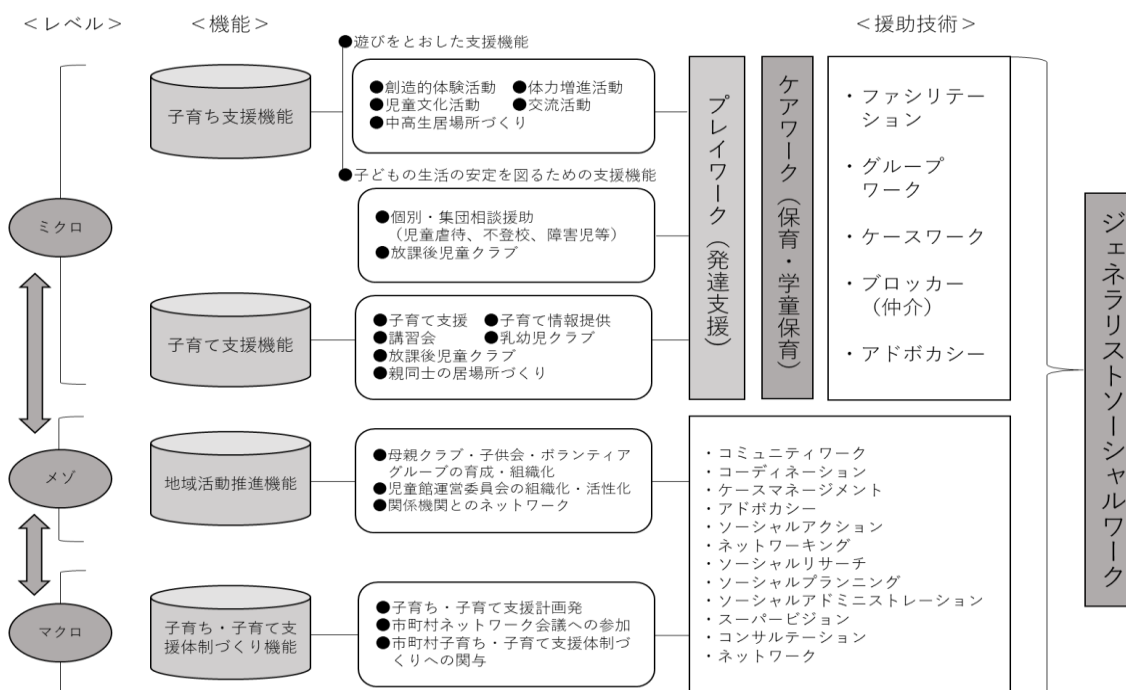 ＜レベル＞
＜機能＞
＜援助技術＞
ミクロ
メゾ
マクロ
子育ち支援機能
●遊びをとおした支援機能
●創造的体験活動　●体力増進活動
●児童文化活動　●交流活動
●中高生居場所づくり
●子どもの生活の安定を図るための支援機能
●個別・集団相談援助
（児童虐待、不登校、障害児等）
●放課後児童クラブ
子育て支援機能
●子育て支援　●子育て情報提供
●講習会　●乳幼児クラブ
●放課後児童クラブ
●親同士の居場所づくり
地域活動推進機能
●母親クラブ・子供会・ボランティア
グループの育成・組織化
●児童館運営委員会の組織化・活性化
●関係機関とのネットワーク
子育ち・子育て支
援体制づくり機能
●子育ち・子育て支援計画発
●市町村ネットワーク会議への参加
●市町村子育ち・子育て支援体制づ
くりへの関与
プレイワーク（発達支援）
ケアワーク（保育・学童保育）
・ファシリテー
ション
・グループ
ワーク
・ケースワーク
・ブロッカー
（仲介）
・アドボカシー
・コミュニティワーク
・コーディネーション
・ケースマネージメント
・アドボカシー
・ソーシャルアクション
・ネットワーキング
・ソーシャルリサーチ
・ソーシャルプランニング
・ソーシャルアドミニストレーション
・スーパービジョン
・コンサルテーション
・ネットワーク
ジェネラリストソーシャルワーク